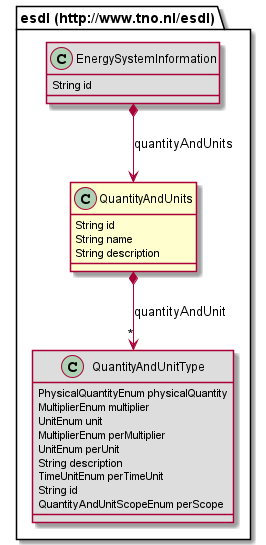 esdl (http://www.tno.nl/esdl)
C EnergySystemInformation
String id
quantityAndUnits
C QuantityAndUnits
String id
String name
String description
quantityAndUnit
*
C QuantityAndUnitType
PhysicalQuantityEnum physicalQuantity
MultiplierEnum multiplier
UnitEnum unit
MultiplierEnum perMultiplier
UnitEnum perUnit
String description
TimeUnitEnum perTimeUnit
String id
QuantityAndUnitScopeEnum perScope